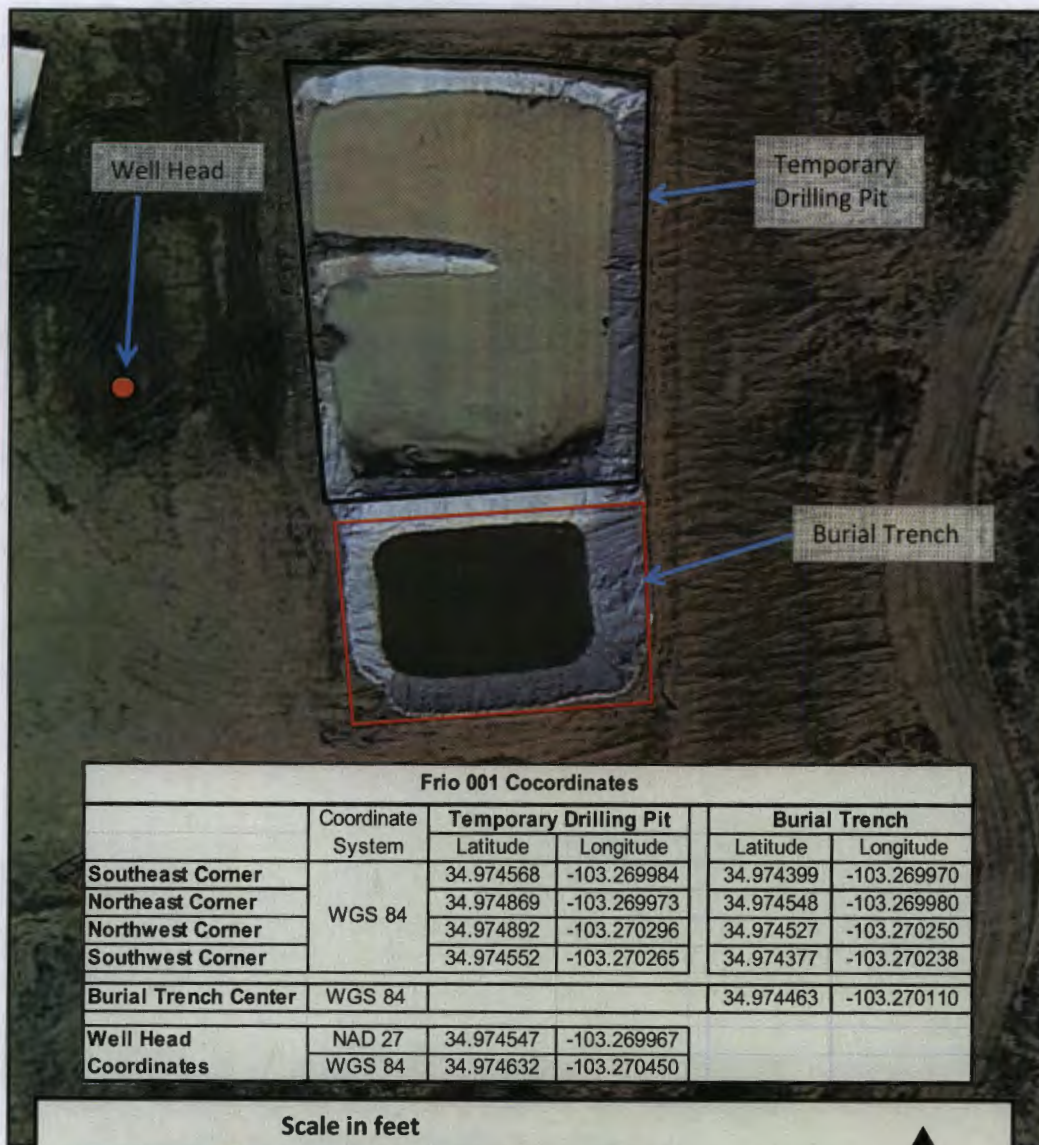 Well Head
Temporary
Drilling Pit
Burial Trench
Frio 001 Cocordinates
Coordinate System Temporary Drilling Pit Burial Trench
Latitude Longitude Latitude Longitude
Southeast Corner WGS 84 34.974568 -103.269984 34.974399 -103.269970
Northeast Corner 34.974869 -103.269973 34.974548 -103.269980
Northwest Corner 34.974892 -103.270296 34.974527 -103.270250
Southwest Corner 34.974552 -103.270265 34.974377 -103.270238
Burial Trench Center WGS 84 34.974463 -103.270110
Well Head Coordinates NAD 27 34.974547 -103.269967
WGS 84 34.974632 -103.270450
Scale in feet